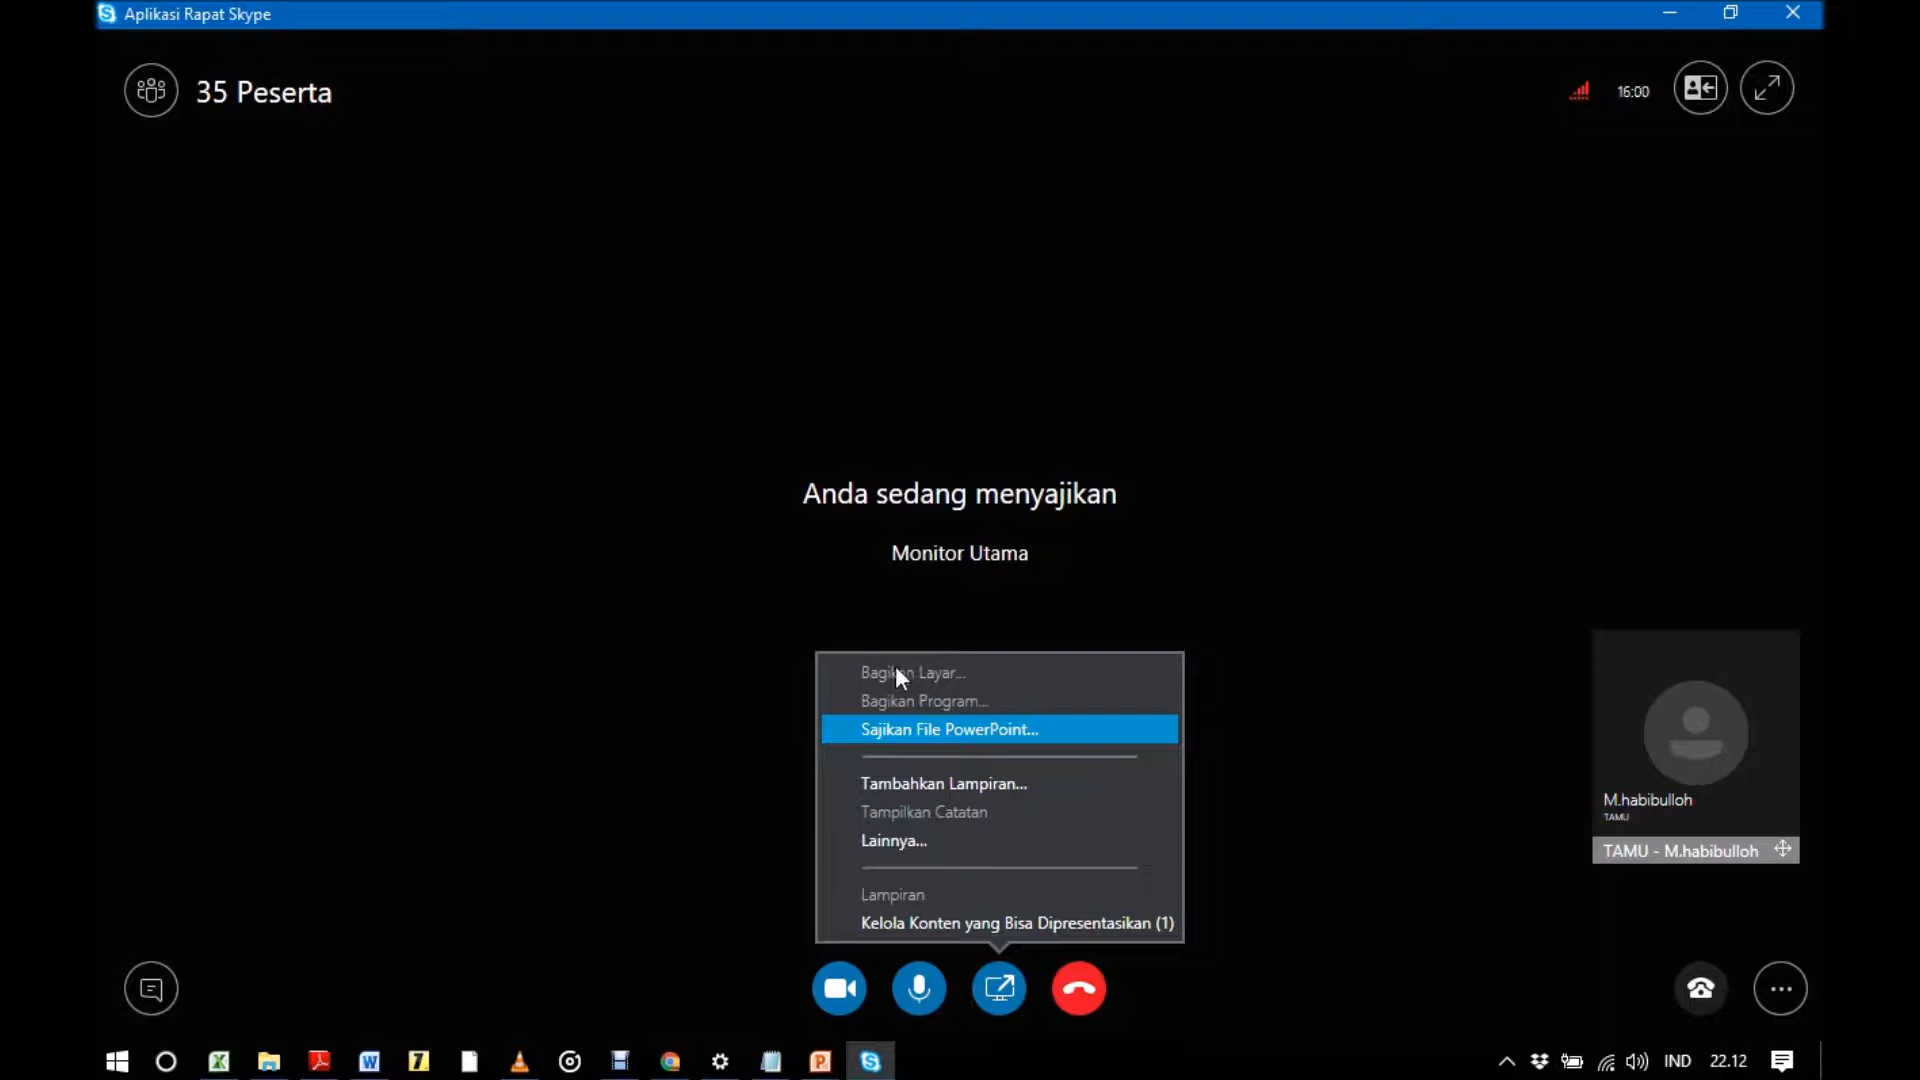 Aplikasi Rapat Skype
35 Peserta
16:00
Anda sedang menyajikan
Monitor Utama
Bagikan Layar...
Bagikan Program...
Sajikan File PowerPoint...
Tambahkan Lampiran...
Tampilkan Catatan
Lainnya...
Lampiran
Kelola Konten yang Bisa Dipresentasikan (1)
M.habibulloh
TAMU
TAMU - M.habibulloh
IND
22.12